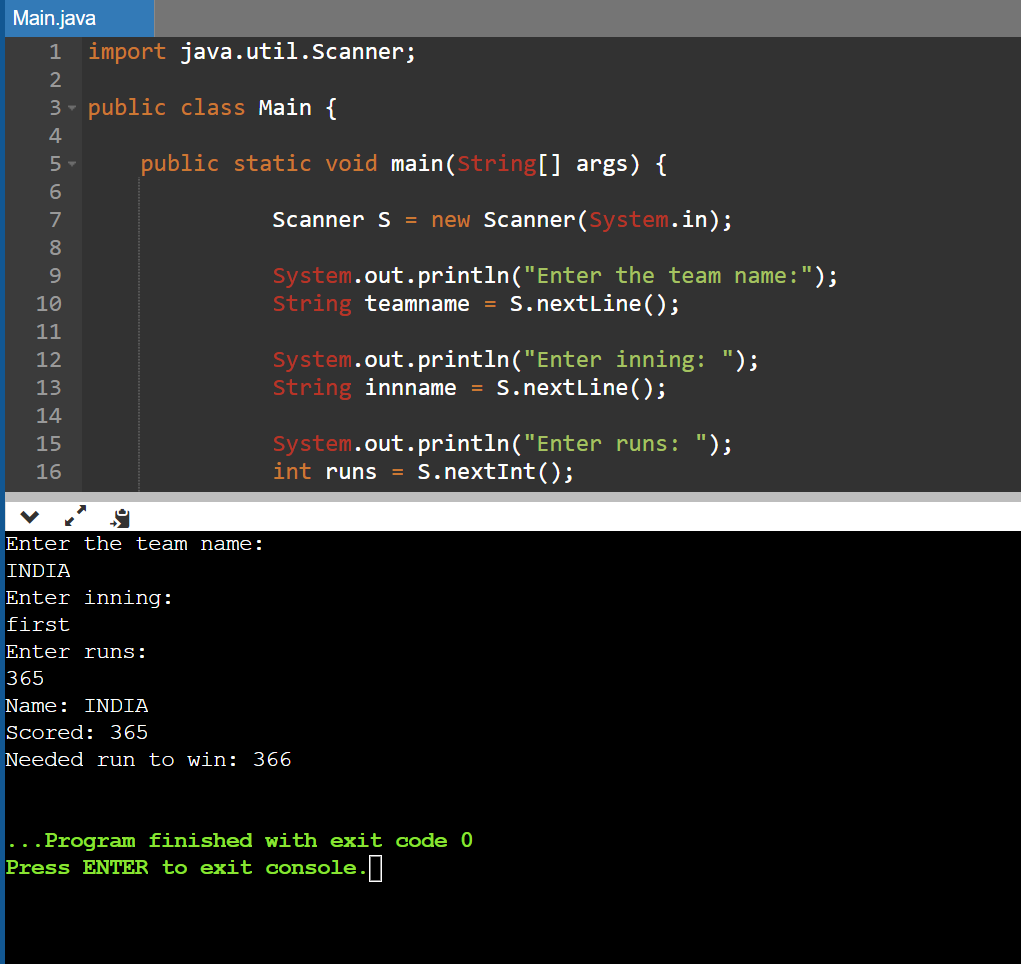 Main.java
1 import java.util.Scanner;
2
3 public class Main {
4
5 public static void main(String[] args) {
6
7 Scanner S = new Scanner(System.in);
8
9 System.out.println("Enter the team name:");
10 String teamname = S.nextLine();
11
12 System.out.println("Enter inning: ");
13 String innname = S.nextLine();
14
15 System.out.println("Enter runs: ");
16 int runs = S.nextInt();
Enter the team name:
INDIA
Enter inning:
first
Enter runs:
365
Name: INDIA
Scored: 365
Needed run to win: 366
...Program finished with exit code 0
Press ENTER to exit console.